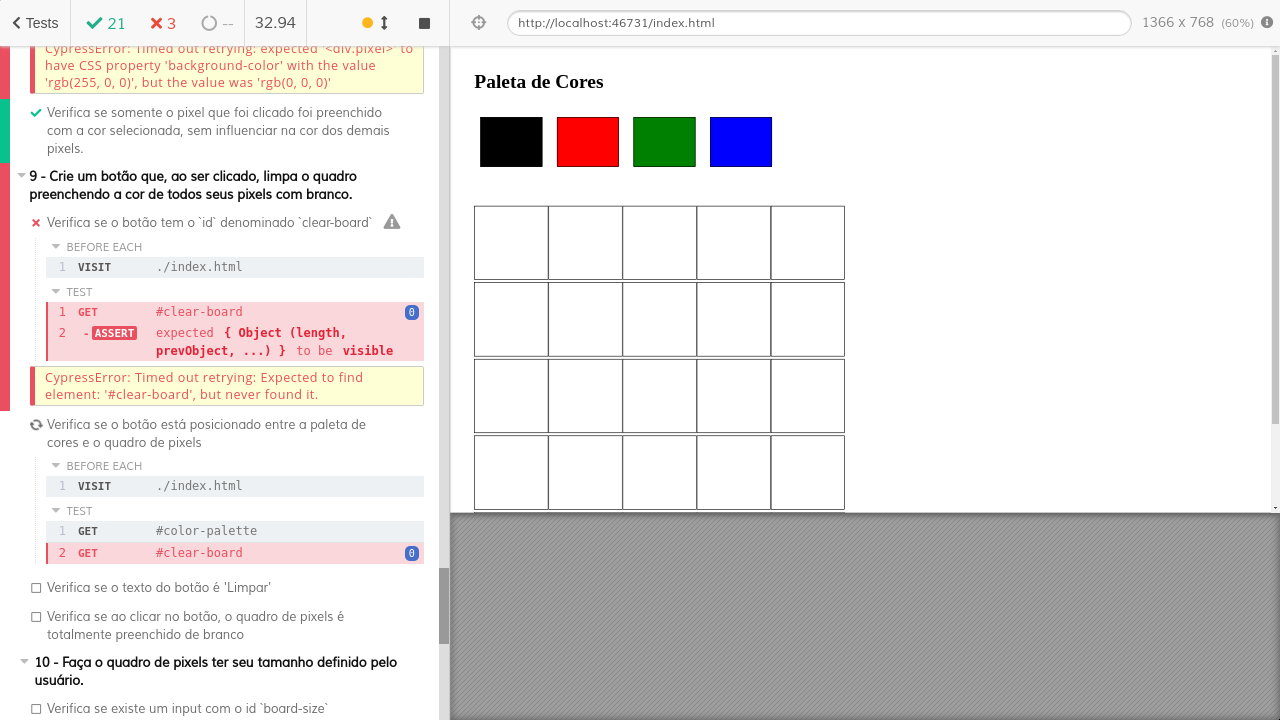 Tests
21
3
--
32.94
http://localhost:46731/index.html
1366 x 768 (60%)
CypressError: Timed out retrying: expected '<div.pixel>' to
have CSS property 'background-color' with the value
'rgb(255, 0, 0)', but the value was 'rgb(0, 0, 0)'
Verifica se somente o pixel que foi clicado foi preenchido
com a cor selecionada, sem influenciar na cor dos demais
pixels.
9 - Crie um botão que, ao ser clicado, limpa o quadro
preenchendo a cor de todos seus pixels com branco.
Verifica se o botão tem o `id` denominado `clear-board`
BEFORE EACH
1 VISIT ./index.html
TEST
1 GET #clear-board 0
2 -ASSERT expected { Object (length,
prevObject, ...) } to be visible
CypressError: Timed out retrying: Expected to find
element: '#clear-board', but never found it.
Verifica se o botão está posicionado entre a paleta de
cores e o quadro de pixels
BEFORE EACH
1 VISIT ./index.html
TEST
1 GET #color-palette
2 GET #clear-board 0
Verifica se o texto do botão é 'Limpar'
Verifica se ao clicar no botão, o quadro de pixels é
totalmente preenchido de branco
10 - Faça o quadro de pixels ter seu tamanho definido pelo
usuário.
Verifica se existe um input com o id `board-size`
Paleta de Cores